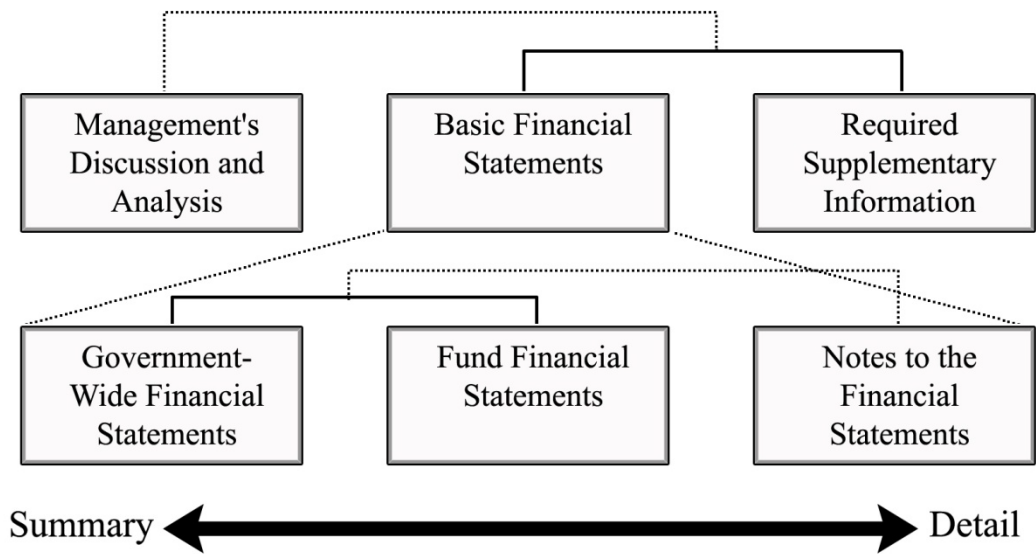 Management's
Discussion and
Analysis
Basic Financial
Statements
Required
Supplementary
Information
Government-
Wide Financial
Statements
Fund Financial
Statements
Notes to the
Financial
Statements
Summary
Detail